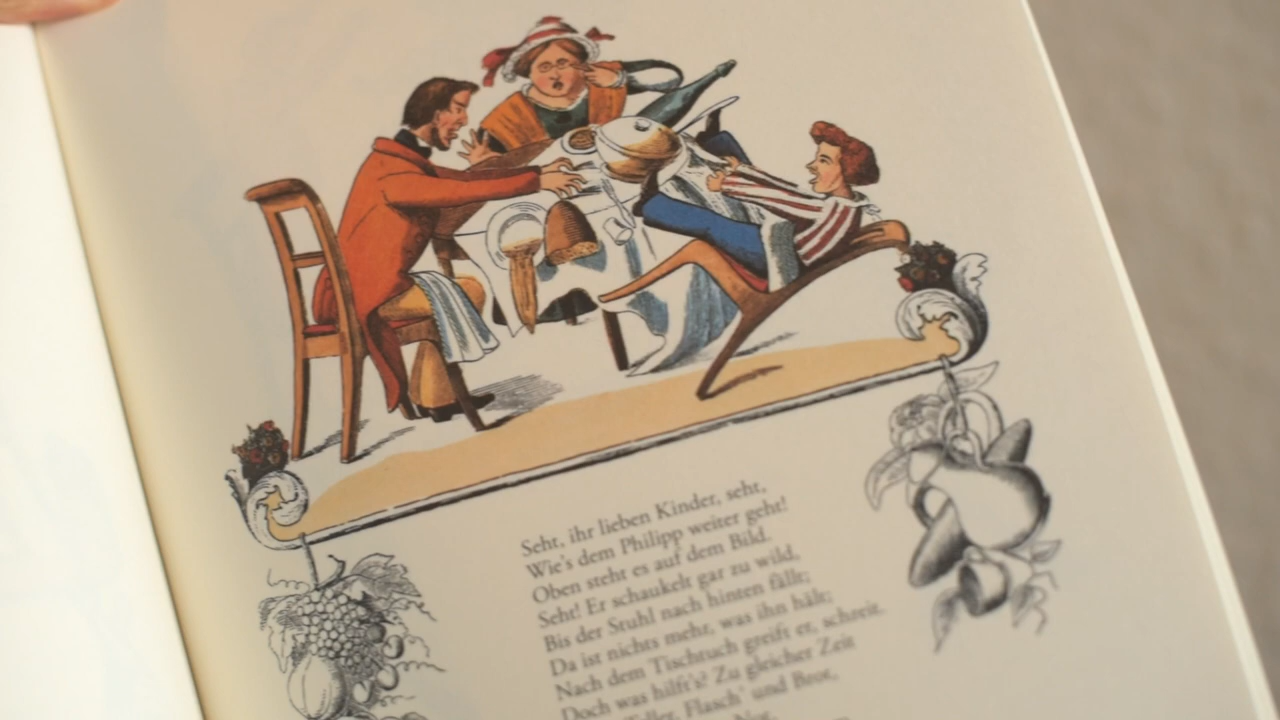 Seht, ihr lieben Kinder, seht,
Wie's dem Philipp weiter geht!
Oben steht es auf dem Bild.
Seht! Er schaukelt gar zu wild,
Bis der Stuhl nach hinten fällt;
Da ist nichts mehr, was ihn hält;
Nach dem Tischtuch greift er, schreit.
Doch was hilft's? Zu gleicher Zeit
Teller, Flasch' und Brot,
Not,